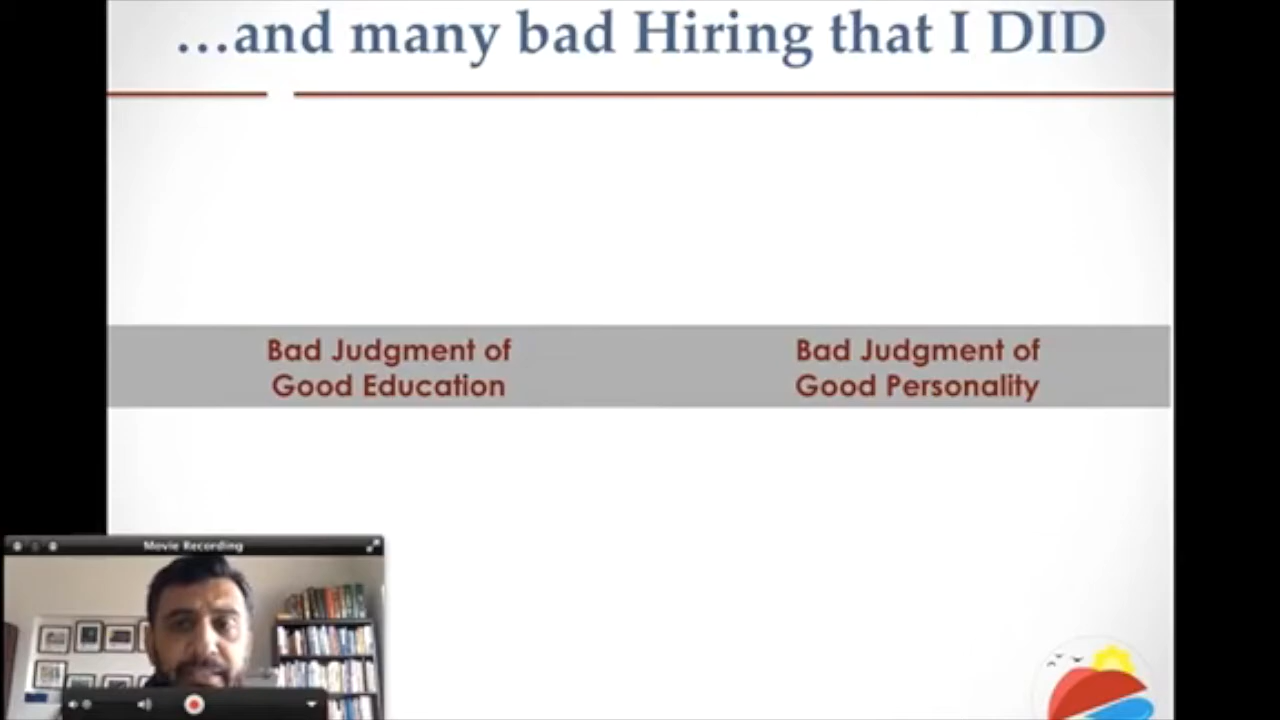 ...and many bad Hiring that I DID
Bad Judgment of
Good Education
Bad Judgment of
Good Personality
Movie Recording